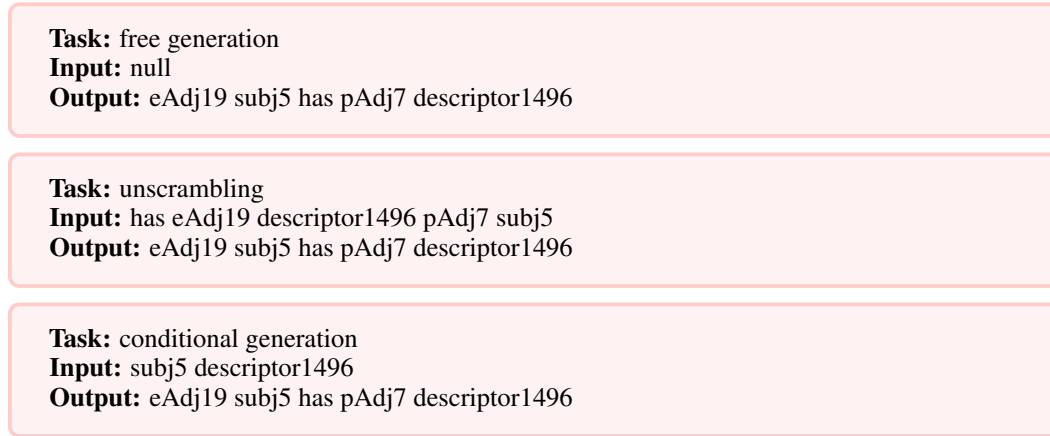 Task: free generation
Input: null
Output: eAdj19 subj5 has pAdj7 descriptor1496
Task: unscrambling
Input: has eAdj19 descriptor1496 pAdj7 subj5
Output: eAdj19 subj5 has pAdj7 descriptor1496
Task: conditional generation
Input: subj5 descriptor1496
Output: eAdj19 subj5 has pAdj7 descriptor1496